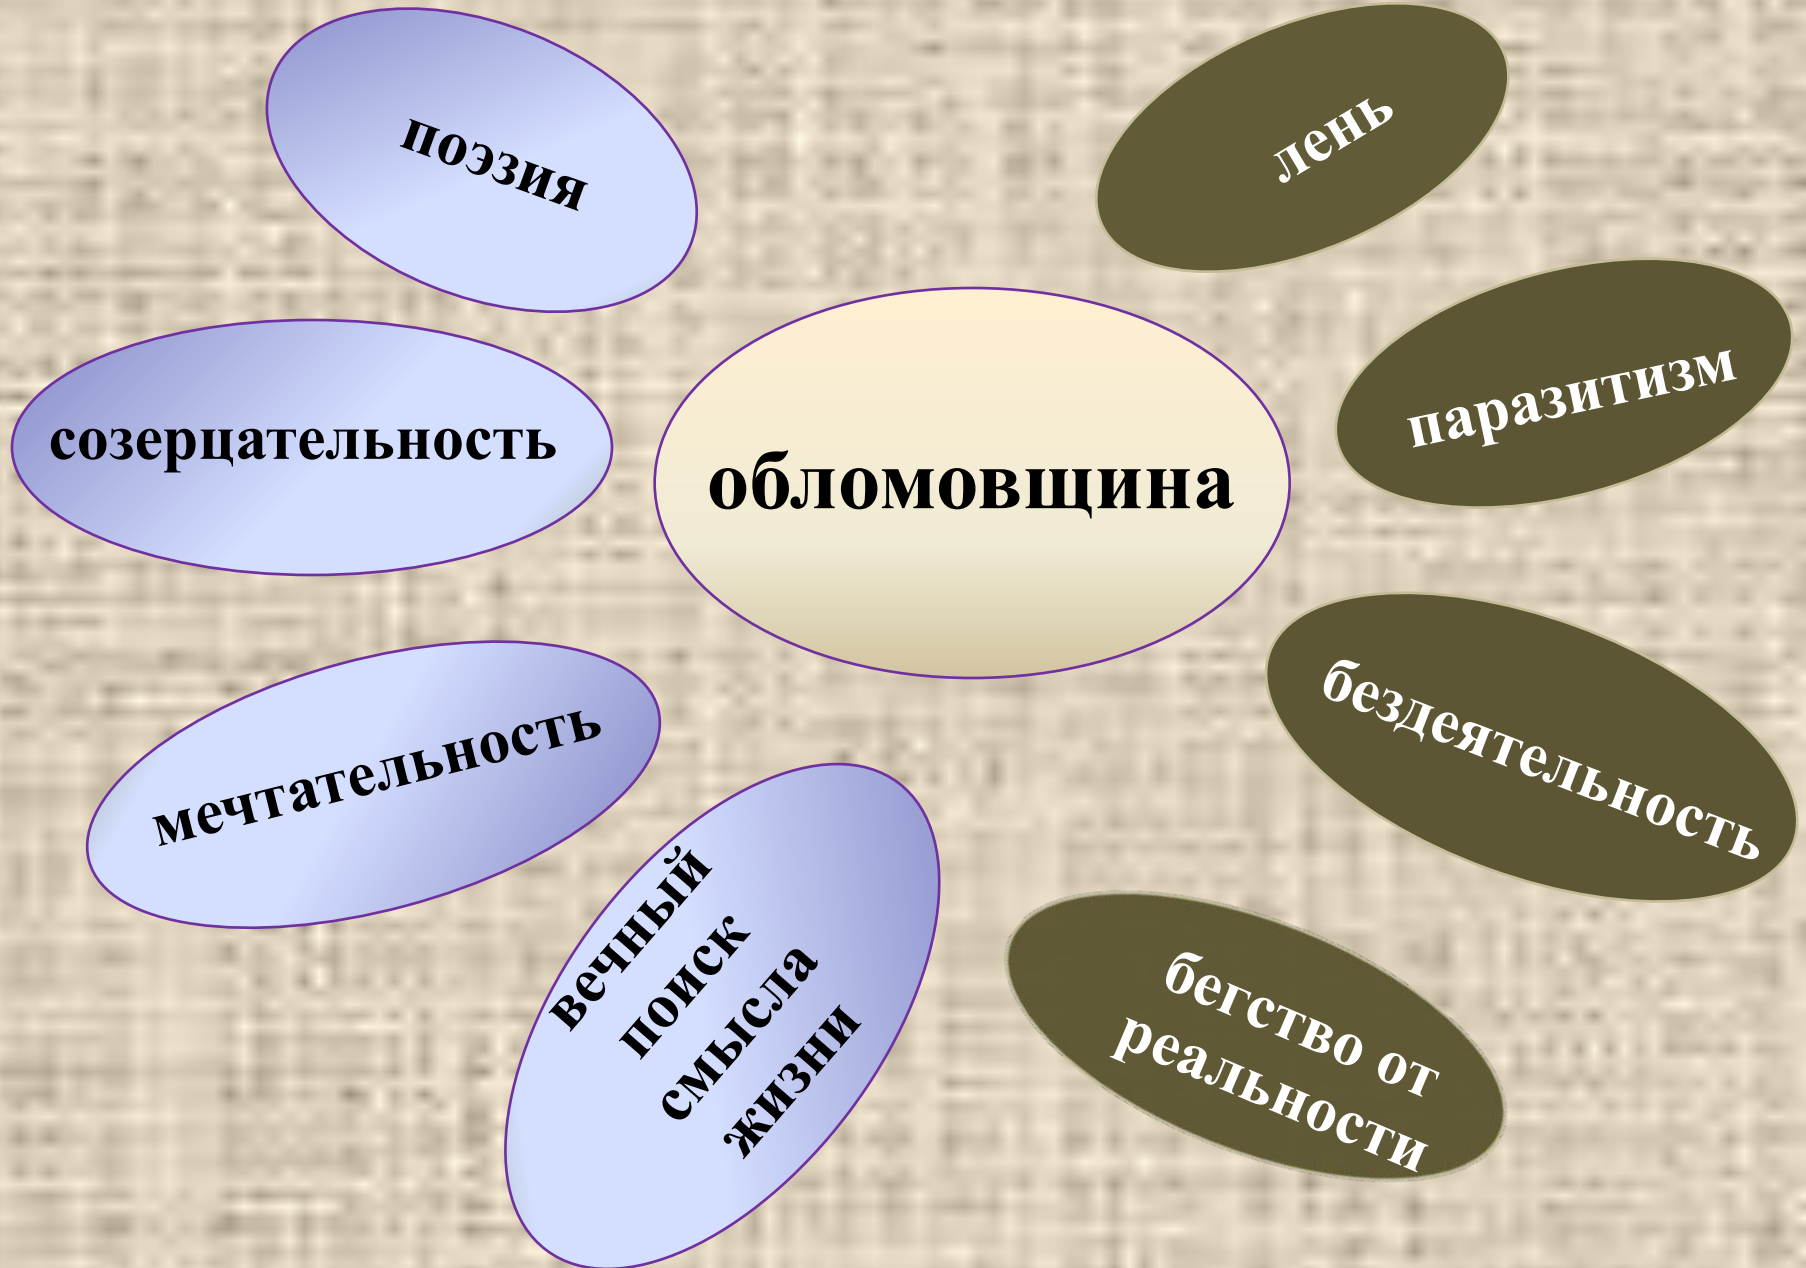 поэзия
лень
созерцательность
обломовщина
паразитизм
мечтательность
бездеятельность
вечный
поиск
смысла
жизни
бегство от
реальности